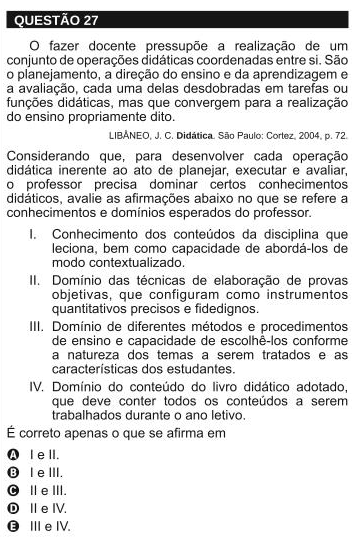 QUESTÃO 27
O fazer docente pressupõe a realização de um
conjunto de operações didáticas coordenadas entre si. São
o planejamento, a direção do ensino e da aprendizagem e
a avaliação, cada uma delas desdobradas em tarefas ou
funções didáticas, mas que convergem para a realização
do ensino propriamente dito.
LIBÂNEO, J. C. Didática. São Paulo: Cortez, 2004, p. 72.
Considerando que, para desenvolver cada operação
didática inerente ao ato de planejar, executar e avaliar,
o professor precisa dominar certos conhecimentos
didáticos, avalie as afirmações abaixo no que se refere a
conhecimentos e domínios esperados do professor.
I. Conhecimento dos conteúdos da disciplina que
leciona, bem como capacidade de abordá-los de
modo contextualizado.
II. Domínio das técnicas de elaboração de provas
objetivas, que configuram como instrumentos
quantitativos precisos e fidedignos.
III. Domínio de diferentes métodos e procedimentos
de ensino e capacidade de escolhê-los conforme
a natureza dos temas a serem tratados e as
características dos estudantes.
IV. Domínio do conteúdo do livro didático adotado,
que deve conter todos os conteúdos a serem
trabalhados durante o ano letivo.
É correto apenas o que se afirma em
A I e II.
B I e III.
C II e III.
D II e IV.
E III e IV.